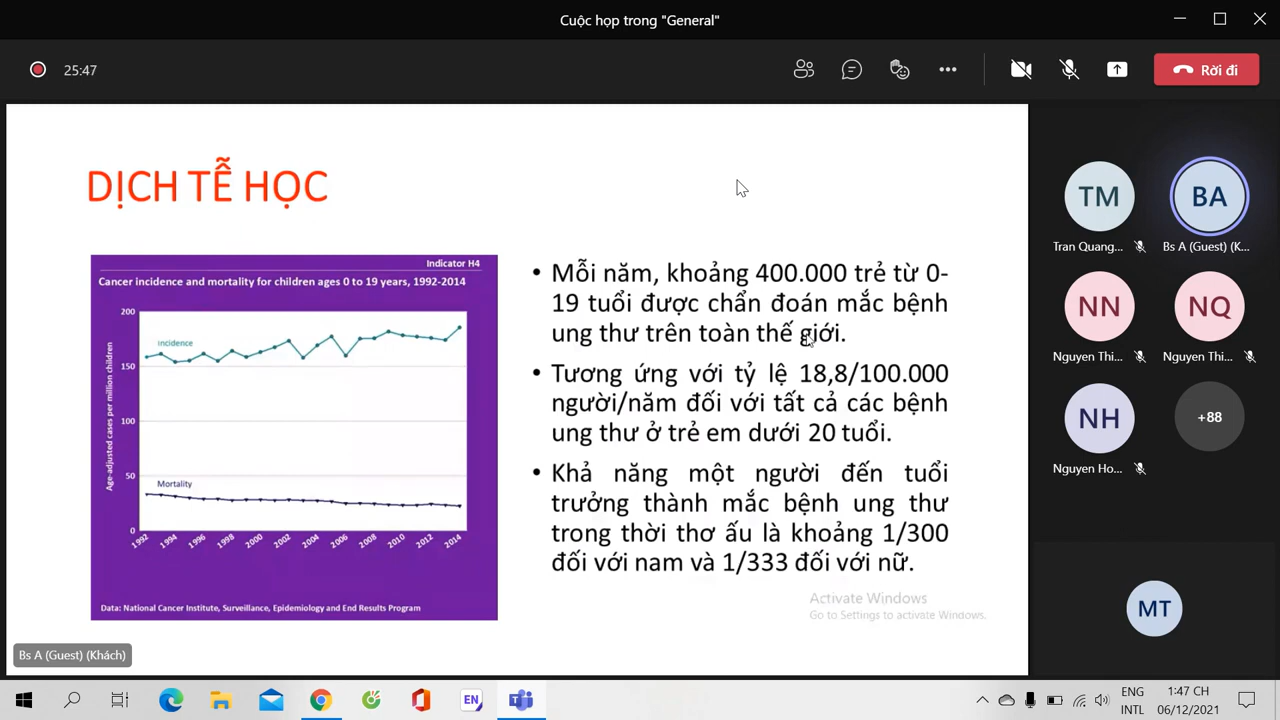 Cuộc họp trong "General"
25:47
Rời đi
DỊCH TỄ HỌC
Indicator H4
Cancer incidence and mortality for children ages 0 to 19 years, 1992-2014
Age-adjusted cases per million children
200
150
100
50
0
Incidence
Mortality
1992
1994
1996
1998
2000
2002
2004
2006
2008
2010
2012
2014
Data: National Cancer Institute, Surveillance, Epidemiology and End Results Program
• Mỗi năm, khoảng 400.000 trẻ từ 0-
19 tuổi được chẩn đoán mắc bệnh
ung thư trên toàn thế giới.
• Tương ứng với tỷ lệ 18,8/100.000
người/năm đối với tất cả các bệnh
ung thư ở trẻ em dưới 20 tuổi.
• Khả năng một người đến tuổi
trưởng thành mắc bệnh ung thư
trong thời thơ ấu là khoảng 1/300
đối với nam và 1/333 đối với nữ.
Activate Windows
Go to Settings to activate Windows.
Bs A (Guest) (Khách)
TM
Tran Quang...
BA
Bs A (Guest) (K...
NN
Nguyen Thi...
NQ
Nguyen Thi...
NH
Nguyen Ho...
+88
MT
EN
ENG
INTL
1:47 CH
06/12/2021